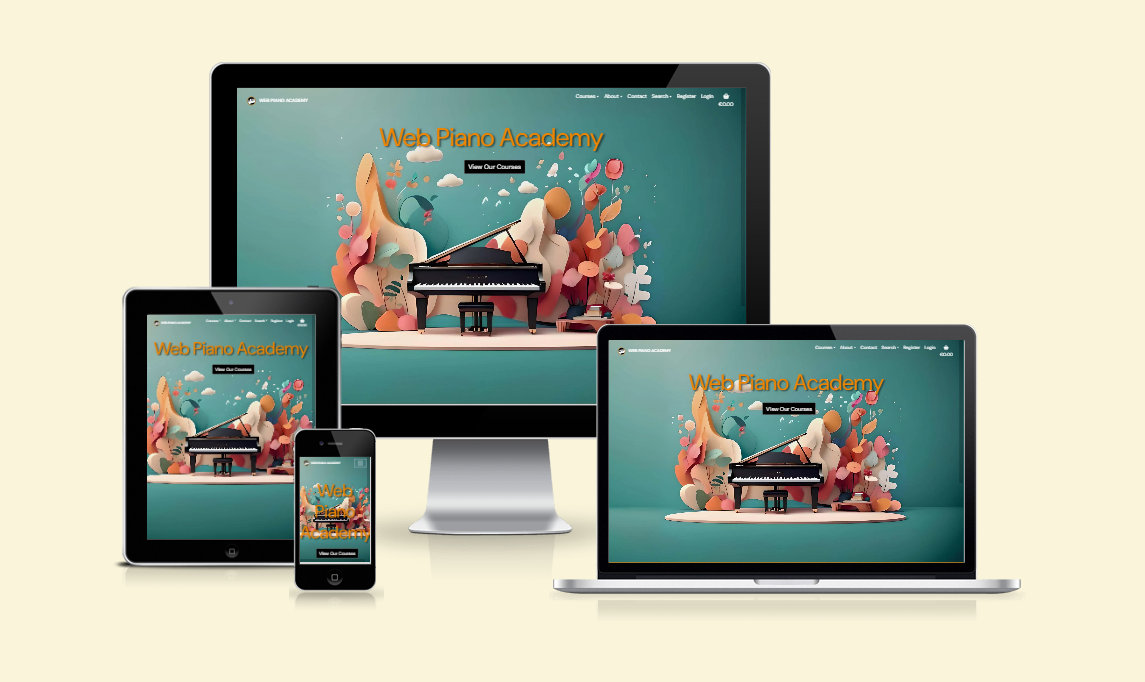 WEB PIANO ACADEMY
Courses About Contact Search Register Login
€0.00
Web Piano Academy
View Our Courses
WEB PIANO ACADEMY
Courses About Contact Search Register Login
Web Piano Academy
View Our Courses
WEB PIANO ACADEMY
Courses About Contact Search Register Login
€0.00
Web Piano Academy
View Our Courses
WEB PIANO ACADEMY
Web
Piano
Academy
View Our Courses